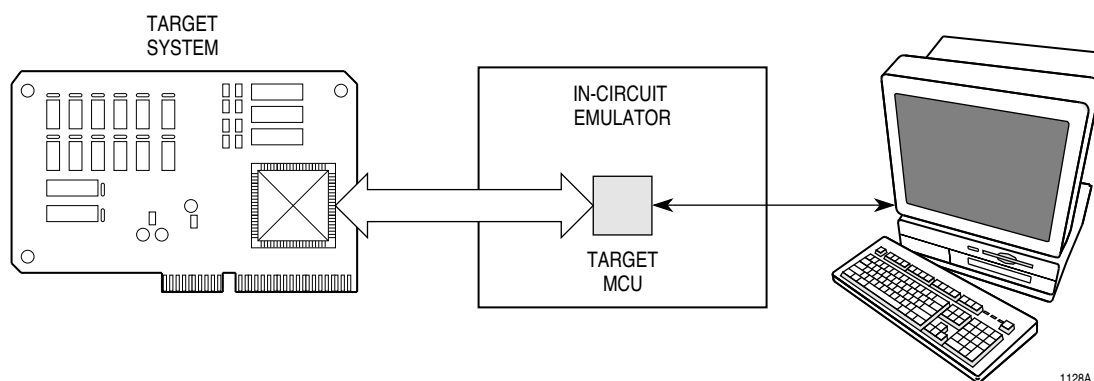 TARGET
SYSTEM
IN-CIRCUIT
EMULATOR
TARGET
MCU
1128A